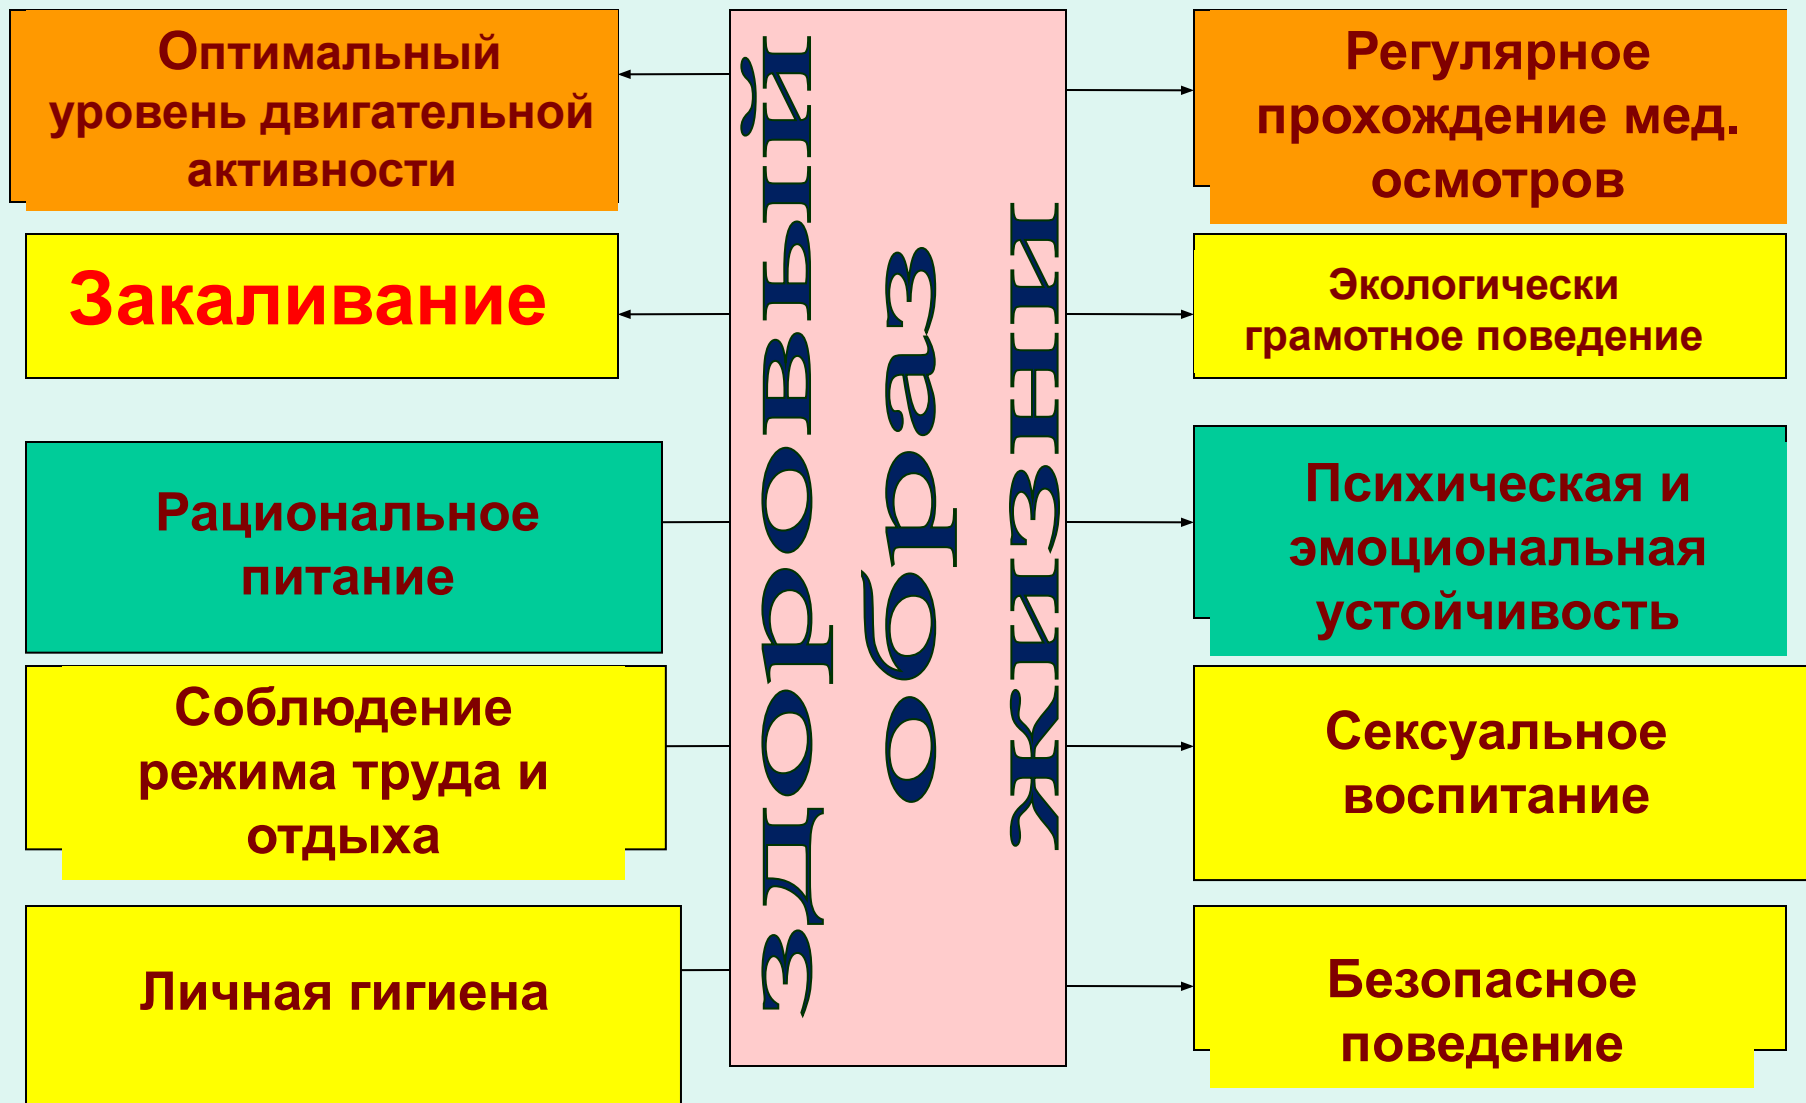 Оптимальный
уровень двигательной
активности
Закаливание
Рациональное
питание
Соблюдение
режима труда и
отдыха
Личная гигиена
здоровый
образ
жизни
Регулярное
прохождение мед.
осмотров
Экологически
грамотное поведение
Психическая и
эмоциональная
устойчивость
Сексуальное
воспитание
Безопасное
поведение